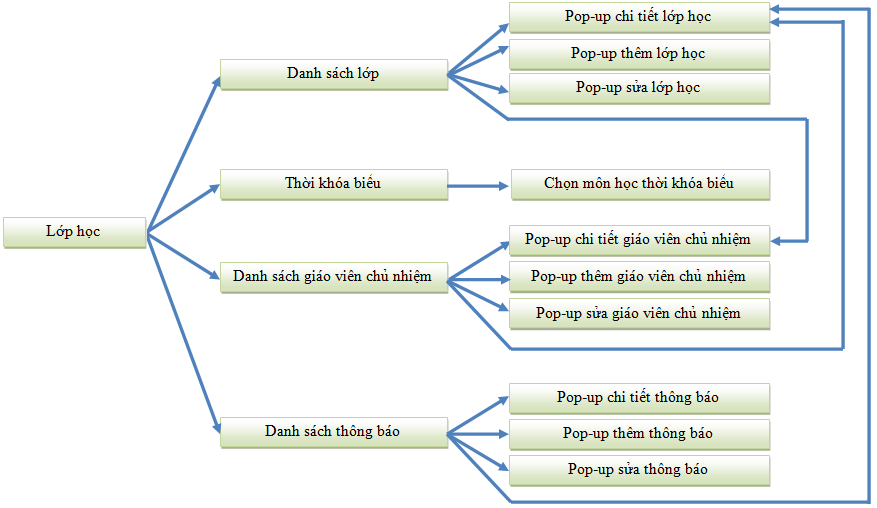 Lớp học
Danh sách lớp
Pop-up chi tiết lớp học
Pop-up thêm lớp học
Pop-up sửa lớp học
Thời khóa biểu
Chọn môn học thời khóa biểu
Danh sách giáo viên chủ nhiệm
Pop-up chi tiết giáo viên chủ nhiệm
Pop-up thêm giáo viên chủ nhiệm
Pop-up sửa giáo viên chủ nhiệm
Danh sách thông báo
Pop-up chi tiết thông báo
Pop-up thêm thông báo
Pop-up sửa thông báo